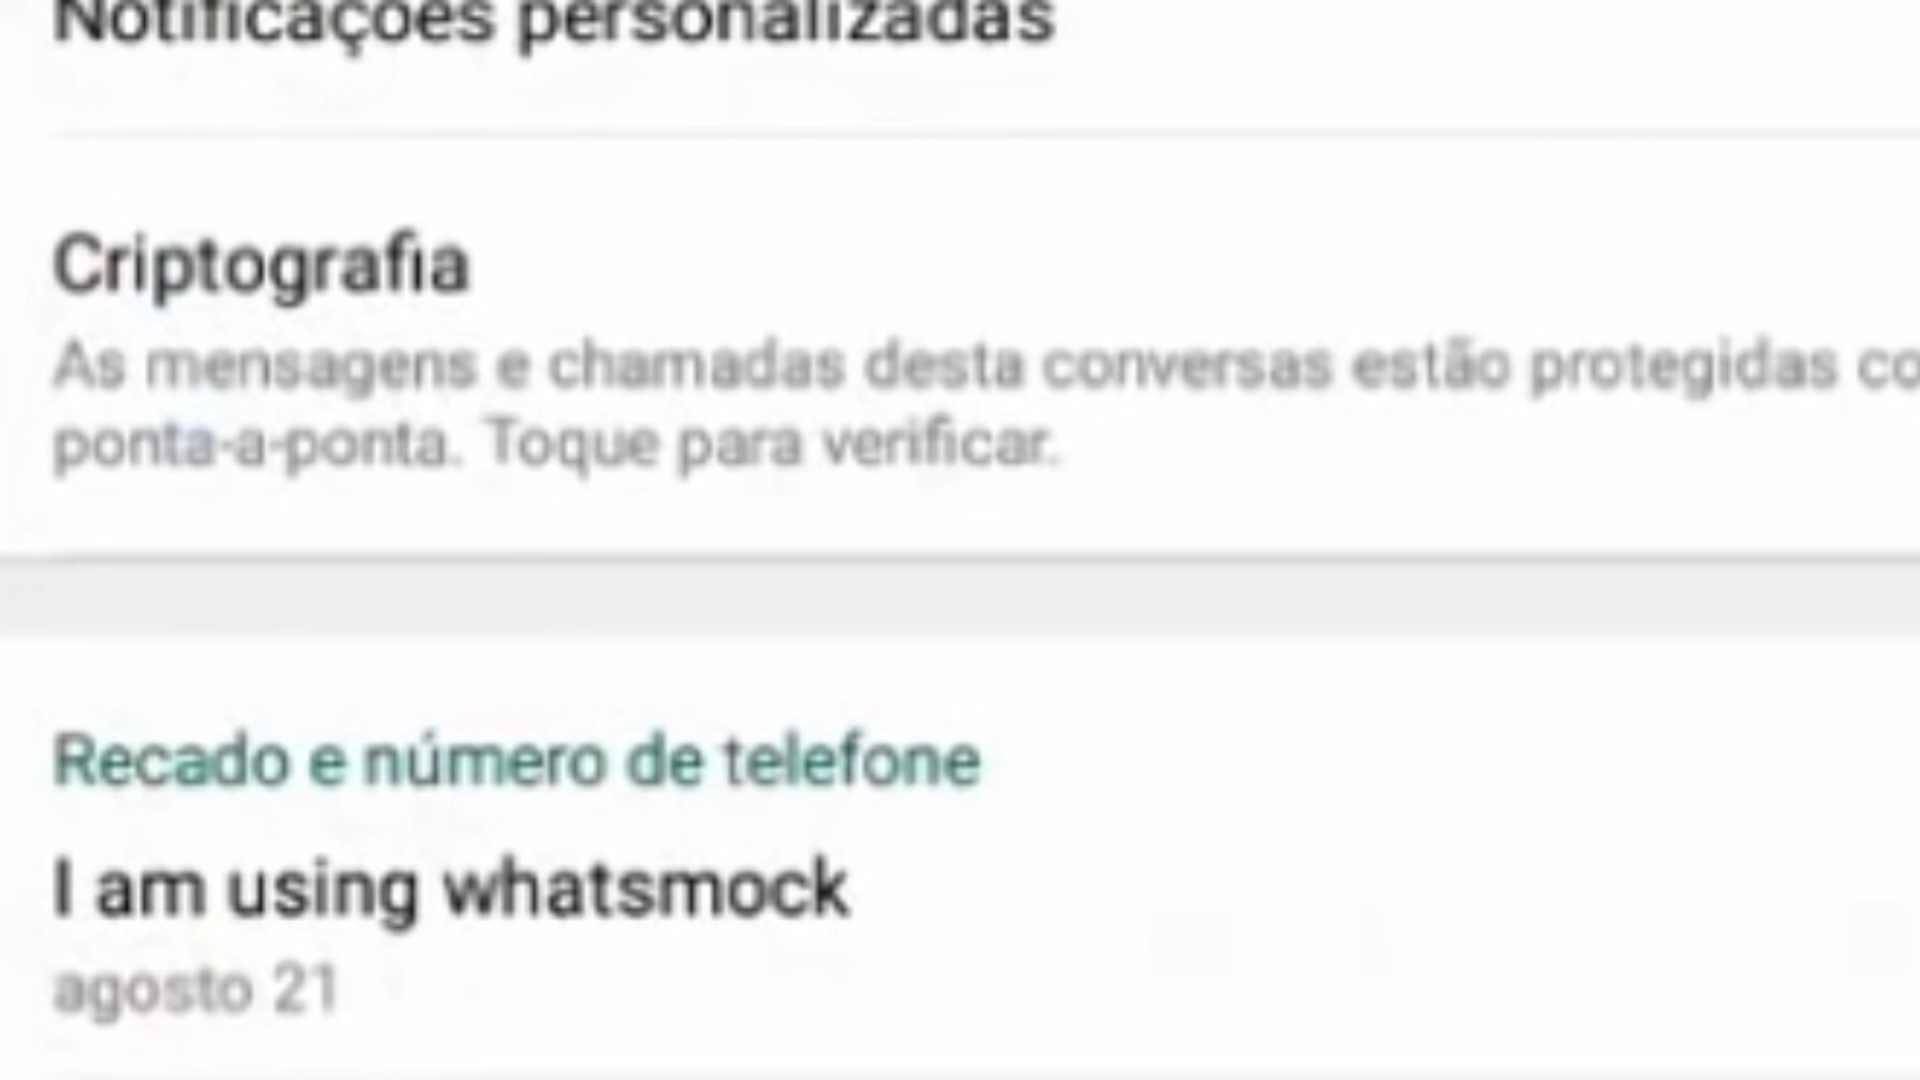 Notificações personalizadas
Criptografia
As mensagens e chamadas desta conversas estão protegidas co
ponta-a-ponta. Toque para verificar.
Recado e número de telefone
I am using whatsmock
agosto 21